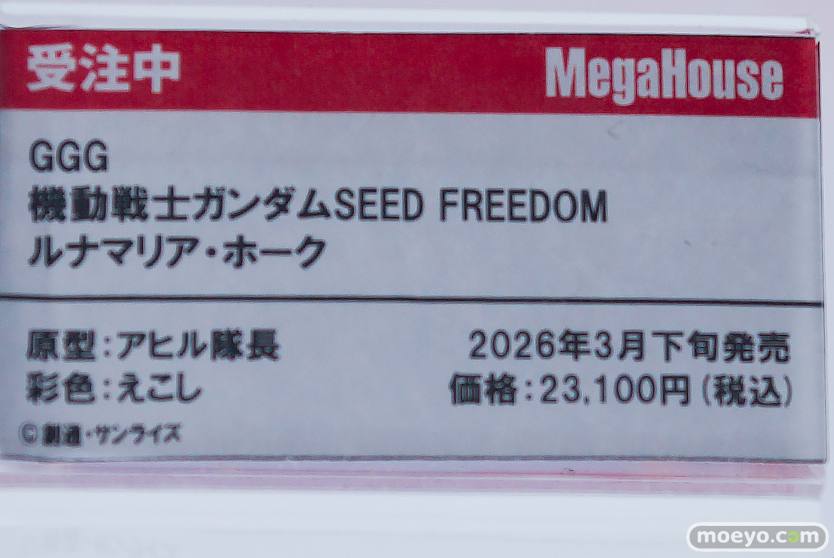 受注中 MegaHouse
GGG
機動戦士ガンダムSEED FREEDOM
ルナマリア・ホーク
原型:アヒル隊長 2026年3月下旬発売
彩色:えこし 価格:23,100円(税込)
©創通・サンライズ
moeyo.com